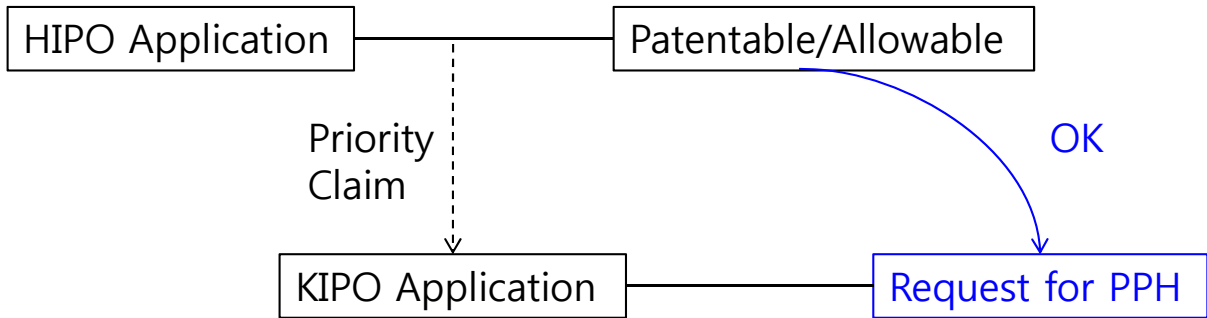 HIPO Application
Patentable/Allowable
Priority
Claim
OK
KIPO Application
Request for PPH